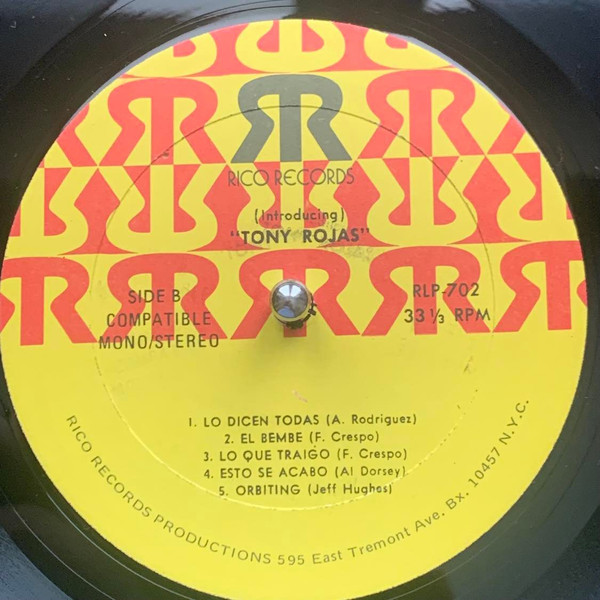 RICO RECORDS
(Introducing)
"TONY ROJAS"
SIDE B
COMPATIBLE
MONO/STEREO
RLP-702
33 1/3 RPM
1. LO DICEN TODAS (A. Rodriguez)
2. EL BEMBE (F. Crespo)
3. LO QUE TRAIGO (F. Crespo)
4. ESTO SE ACABO (Al Dorsey)
5. ORBITING (Jeff Hughes)
RICO RECORDS PRODUCTIONS 595 East Tremont Ave. Bx. 10457 N.Y.C.